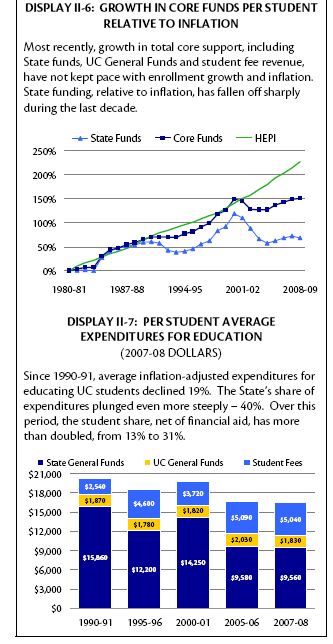 DISPLAY II-6: GROWTH IN CORE FUNDS PER STUDENT
RELATIVE TO INFLATION
Most recently, growth in total core support, including
State funds, UC General Funds and student fee revenue,
have not kept pace with enrollment growth and inflation.
State funding, relative to inflation, has fallen off sharply
during the last decade.
State Funds Core Funds HEPI
250%
200%
150%
100%
50%
0%
1980-81 1987-88 1994-95 2001-02 2008-09
DISPLAY II-7: PER STUDENT AVERAGE
EXPENDITURES FOR EDUCATION
(2007-08 DOLLARS)
Since 1990-91, average inflation-adjusted expenditures for
educating UC students declined 19%. The State's share of
expenditures plunged even more steeply – 40%. Over this
period, the student share, net of financial aid, has more
than doubled, from 13% to 31%.
State General Funds UC General Funds Student Fees
$21,000
$18,000
$15,000
$12,000
$9,000
$6,000
$3,000
$0
$2,540
$1,870
$15,860
$4,600
$1,780
$12,200
$3,720
$1,820
$14,250
$5,090
$2,030
$9,580
$5,040
$1,830
$9,560
1990-91 1995-96 2000-01 2005-06 2007-08